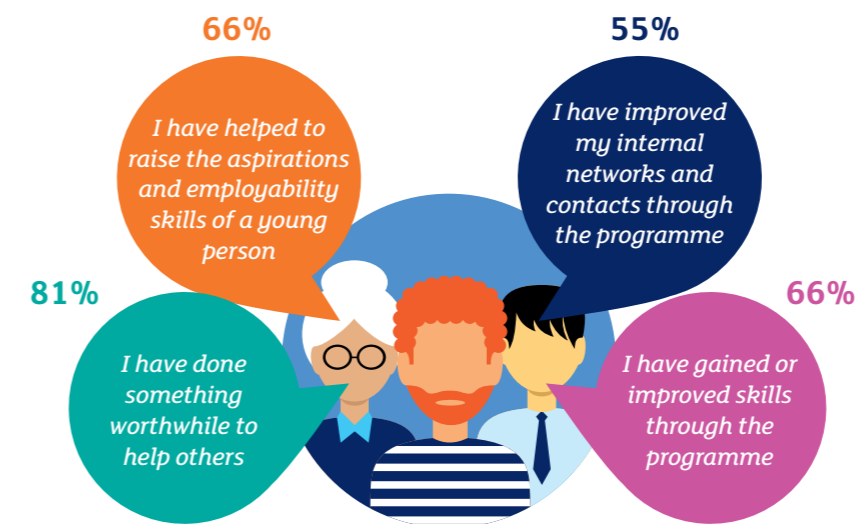 66%
I have helped to
raise the aspirations
and employability
skills of a young
person
55%
I have improved
my internal
networks and
contacts through
the programme
81%
I have done
something
worthwhile to
help others
66%
I have gained or
improved skills
through the
programme